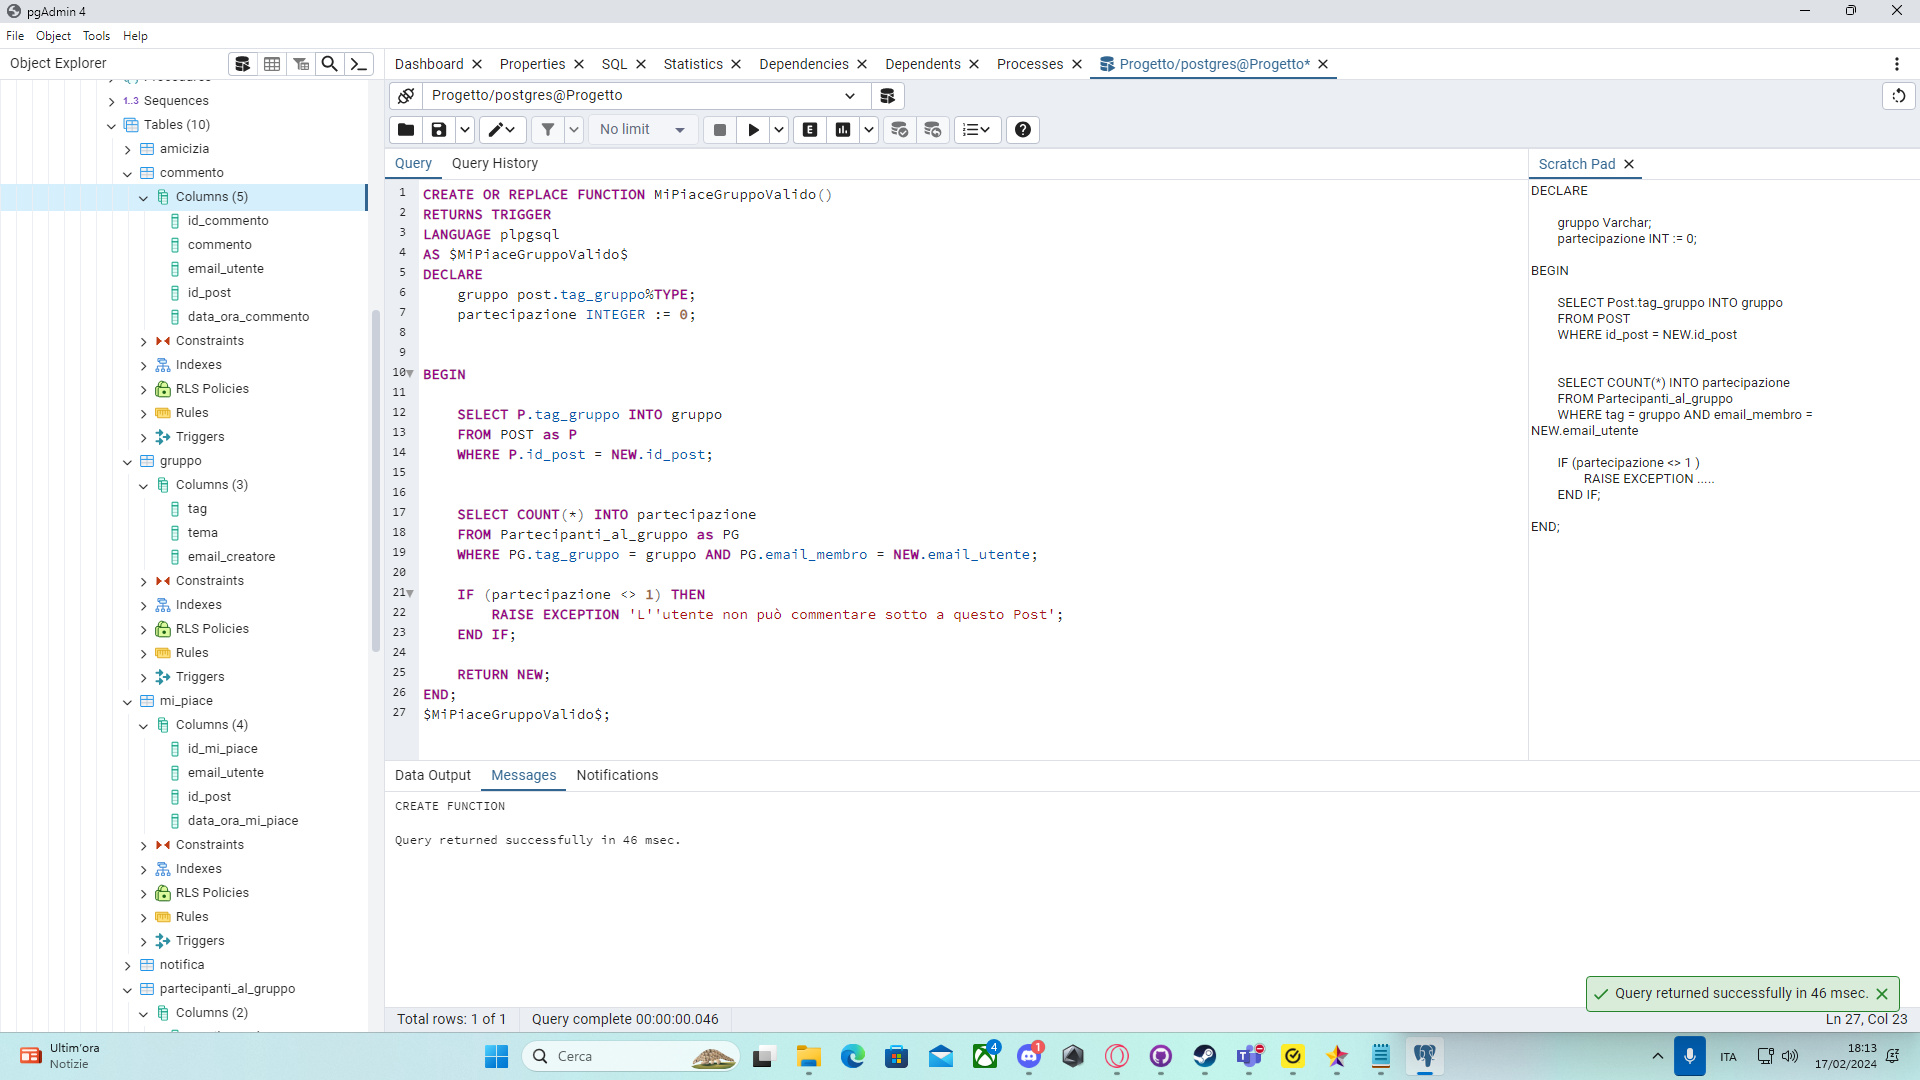 pgAdmin 4
File Object Tools Help
Object Explorer
Dashboard Properties SQL Statistics Dependencies Dependents Processes Progetto/postgres@Progetto*
Progetto/postgres@Progetto
No limit
E
Query Query History
Scratch Pad
Procedures
1..3 Sequences
Tables (10)
amicizia
commento
Columns (5)
id_commento
commento
email_utente
id_post
data_ora_commento
Constraints
Indexes
RLS Policies
Rules
Triggers
gruppo
Columns (3)
tag
tema
email_creatore
Constraints
Indexes
RLS Policies
Rules
Triggers
mi_piace
Columns (4)
id_mi_piace
email_utente
id_post
data_ora_mi_piace
Constraints
Indexes
RLS Policies
Rules
Triggers
notifica
partecipanti_al_gruppo
Columns (2)
1 CREATE OR REPLACE FUNCTION MiPiaceGruppoValido()
2 RETURNS TRIGGER
3 LANGUAGE plpgsql
4 AS $MiPiaceGruppoValido$
5 DECLARE
6 gruppo post.tag_gruppo%TYPE;
7 partecipazione INTEGER := 0;
8
9
10 BEGIN
11
12 SELECT P.tag_gruppo INTO gruppo
13 FROM POST as P
14 WHERE P.id_post = NEW.id_post;
15
16
17 SELECT COUNT(*) INTO partecipazione
18 FROM Partecipanti_al_gruppo as PG
19 WHERE PG.tag_gruppo = gruppo AND PG.email_membro = NEW.email_utente;
20
21 IF (partecipazione <> 1) THEN
22 RAISE EXCEPTION 'L''utente non può commentare sotto a questo Post';
23 END IF;
24
25 RETURN NEW;
26 END;
27 $MiPiaceGruppoValido$;
DECLARE
gruppo Varchar;
partecipazione INT := 0;
BEGIN
SELECT Post.tag_gruppo INTO gruppo
FROM POST
WHERE id_post = NEW.id_post
SELECT COUNT(*) INTO partecipazione
FROM Partecipanti_al_gruppo
WHERE tag = gruppo AND email_membro =
NEW.email_utente
IF (partecipazione <> 1 )
RAISE EXCEPTION .....
END IF;
END;
Data Output Messages Notifications
CREATE FUNCTION
Query returned successfully in 46 msec.
Query returned successfully in 46 msec.
Total rows: 1 of 1 Query complete 00:00:00.046
Ln 27, Col 23
Ultim'ora
Notizie
Cerca
4
1
ITA
18:13
17/02/2024